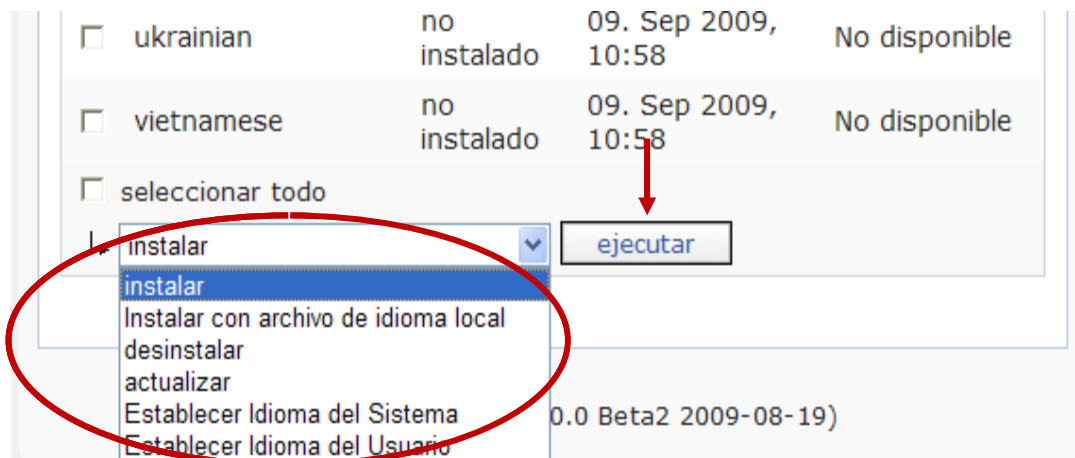 ukrainian no instalado 09. Sep 2009, 10:58 No disponible
vietnamese no instalado 09. Sep 2009, 10:58 No disponible
seleccionar todo
instalar ejecutar
instalar
Instalar con archivo de idioma local
desinstalar
actualizar
Establecer Idioma del Sistema
0.0 Beta2 2009-08-19)
Establecer Idioma del Usuario